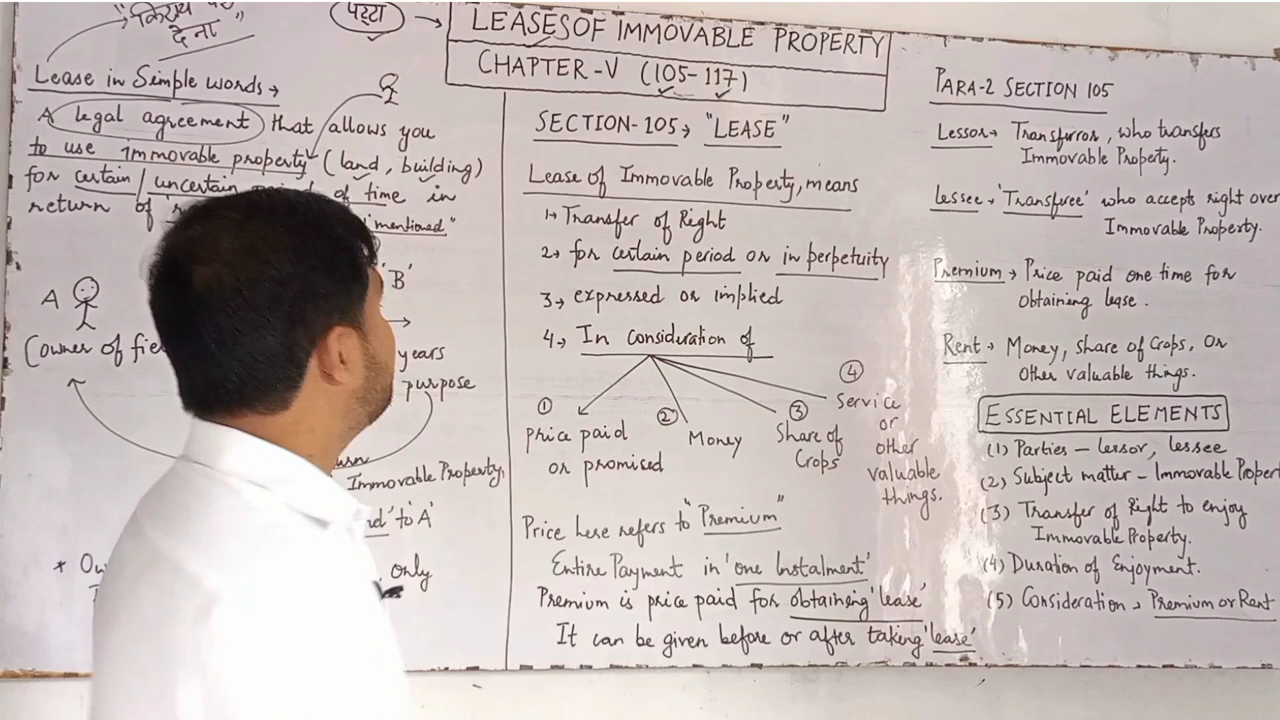 "किराये पर
देना"
पट्टा →
LEASES OF IMMOVABLE PROPERTY
CHAPTER-V (105-117)
Lease in Simple words →
A legal agreement that allows you
to use immovable property (land, building)
for certain/uncertain of time in
return of
mentioned"
A
'B'
(owner of
years
purpose
Immovable Property,
'to A'
only
SECTION-105→ "LEASE"
Lease of Immovable Property, means
1→ Transfer of Right
2→ for certain period or in perpetuity
3→ expressed or implied
4→ In consideration of
① price paid
or promised
② Money
③ Share of
Crops
④ Service
or
other
valuable
things.
Price here refers to "Premium"
Entire Payment in 'one Instalment'
Premium is price paid for obtaining 'lease'
It can be given before or after taking 'lease'
PARA-2 SECTION 105
Lessor→ Transferror, who transfers
Immovable Property.
Lessee→ 'Transferee' who accepts right over
Immovable Property.
Premium → Price paid one time for
obtaining lease.
Rent → Money, share of Crops, or
other valuable things.
ESSENTIAL ELEMENTS
(1) Parties – lessor, lessee
(2) Subject matter – Immovable Propert
(3) Transfer of Right to enjoy
Immovable Property.
(4) Duration of Enjoyment.
(5) Consideration → Premium or Rent